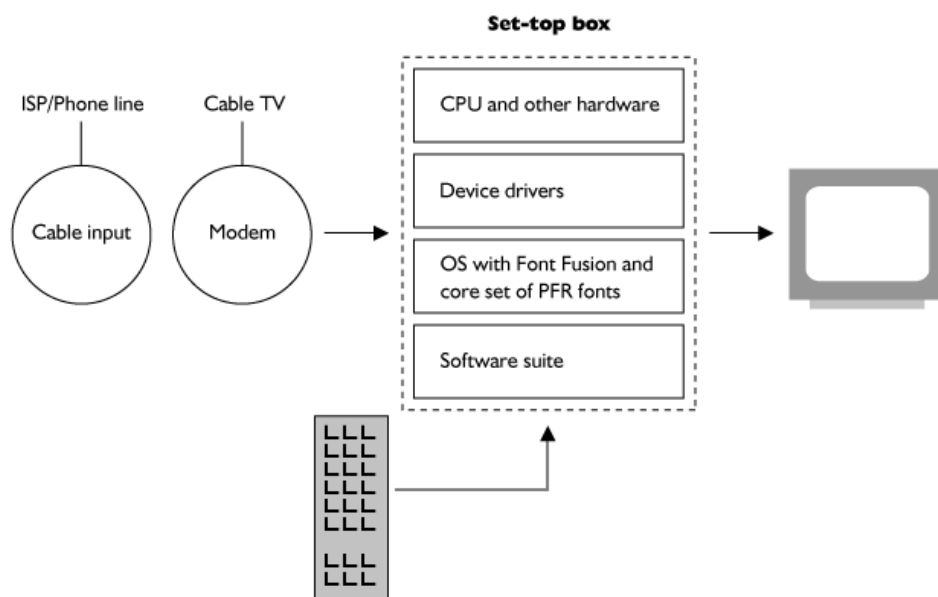 Set-top box
ISP/Phone line
Cable TV
Cable input
Modem
CPU and other hardware
Device drivers
OS with Font Fusion and
core set of PFR fonts
Software suite